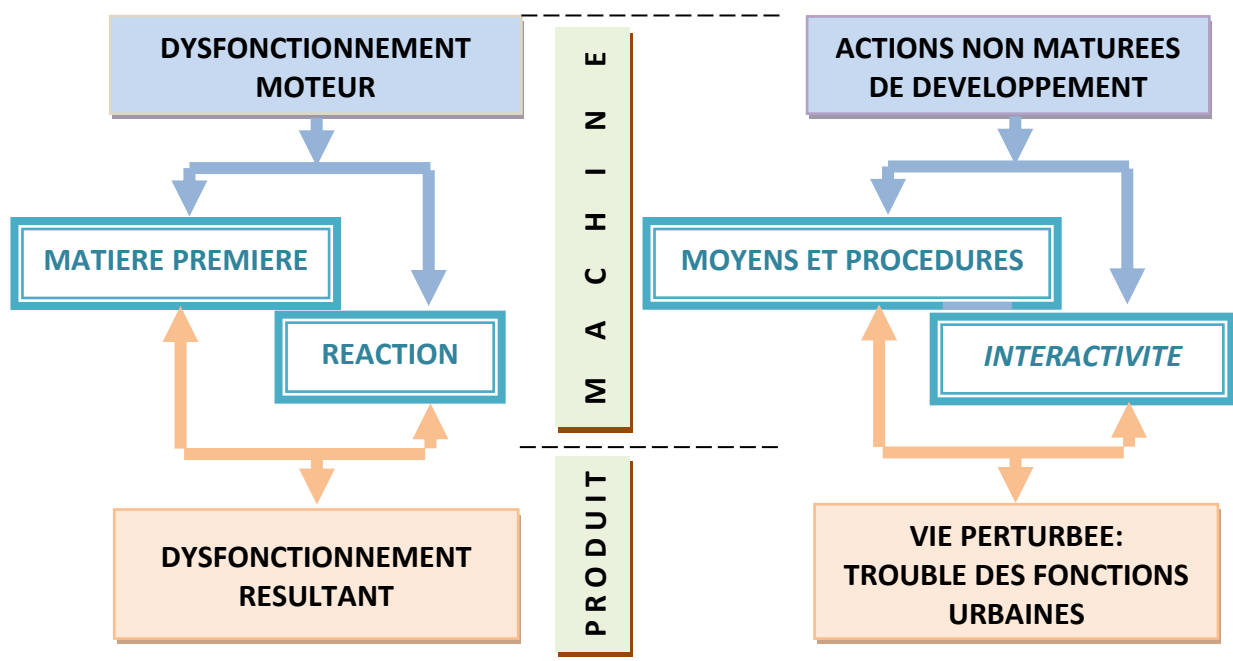 DYSFONCTIONNEMENT
MOTEUR
MATIERE PREMIERE
REACTION
DYSFONCTIONNEMENT
RESULTANT
MACHINE
PRODUIT
ACTIONS NON MATUREES
DE DEVELOPPEMENT
MOYENS ET PROCEDURES
INTERACTIVITE
VIE PERTURBEE:
TROUBLE DES FONCTIONS
URBAINES